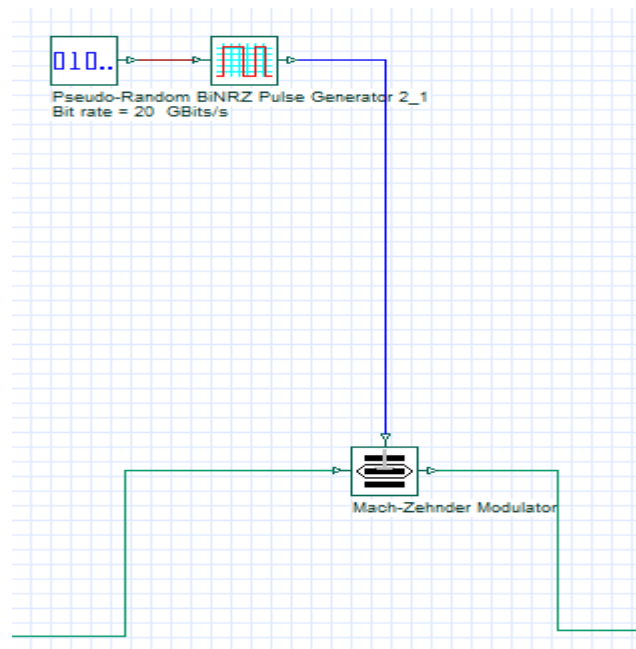 010..
Pseudo-Random BiNRZ Pulse Generator 2_1
Bit rate = 20 GBits/s
Mach-Zehnder Modulator